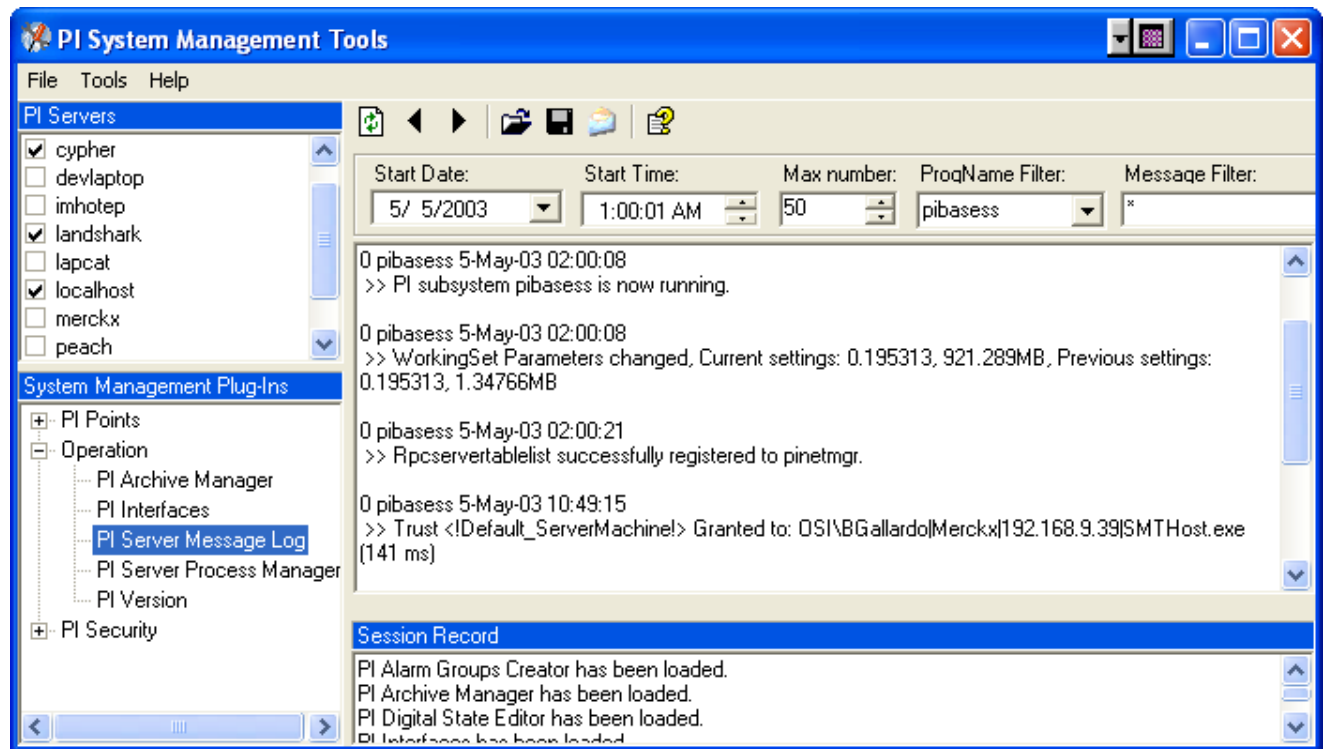 PI System Management Tools
File Tools Help
PI Servers
cypher
devlaptop
imhotep
landshark
lapcat
localhost
merckx
peach
System Management Plug-Ins
PI Points
Operation
PI Archive Manager
PI Interfaces
PI Server Message Log
PI Server Process Manager
PI Version
PI Security
Start Date: Start Time: Max number: ProgName Filter: Message Filter:
5/ 5/2003 1:00:01 AM 50 pibasess *
0 pibasess 5-May-03 02:00:08
>> PI subsystem pibasess is now running.
0 pibasess 5-May-03 02:00:08
>> WorkingSet Parameters changed, Current settings: 0.195313, 921.289MB, Previous settings:
0.195313, 1.34766MB
0 pibasess 5-May-03 02:00:21
>> Rpcservertablelist successfully registered to pinetmgr.
0 pibasess 5-May-03 10:49:15
>> Trust <!Default_ServerMachine!> Granted to: OSI\BGallardo|Merckx|192.168.9.39|SMTHost.exe
(141 ms)
Session Record
PI Alarm Groups Creator has been loaded.
PI Archive Manager has been loaded.
PI Digital State Editor has been loaded.
PI Interfaces has been loaded